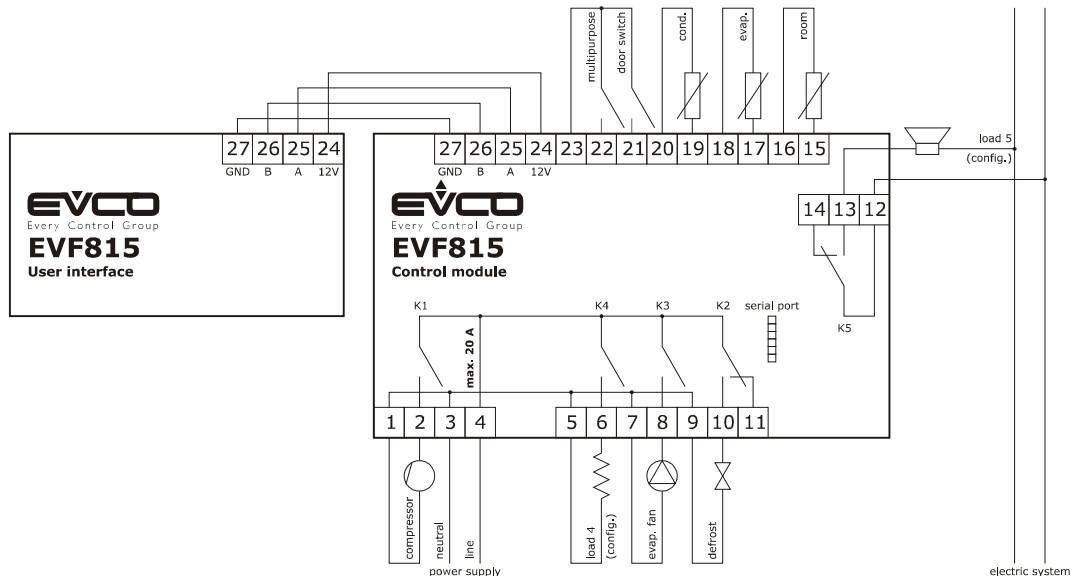 multipurpose
door switch
cond.
evap.
room
27 26 25 24
GND B A 12V
27 26 25 24 23 22 21 20 19 18 17 16 15
GND B A 12V
load 5
(config.)
EVCO
Every Control Group
EVF815
User interface
EVCO
Every Control Group
EVF815
Control module
14 13 12
K5
K1
max. 20 A
K4
K3
K2
serial port
1 2 3 4 5 6 7 8 9 10 11
compressor
neutral
line
load 4
(config.)
evap. fan
defrost
power supply
electric system